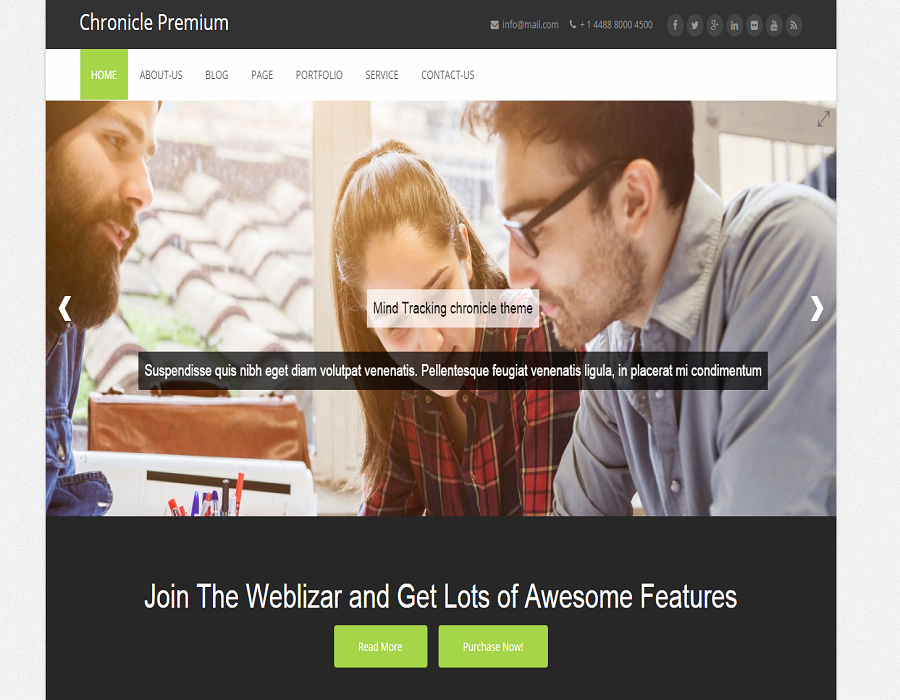 Chronicle Premium
info@mail.com + 1 4488 8000 4500
HOME ABOUT-US BLOG PAGE PORTFOLIO SERVICE CONTACT-US
Mind Tracking chronicle theme
Suspendisse quis nibh eget diam volutpat venenatis. Pellentesque feugiat venenatis ligula, in placerat mi condimentum
Join The Weblizar and Get Lots of Awesome Features
Read More Purchase Now!